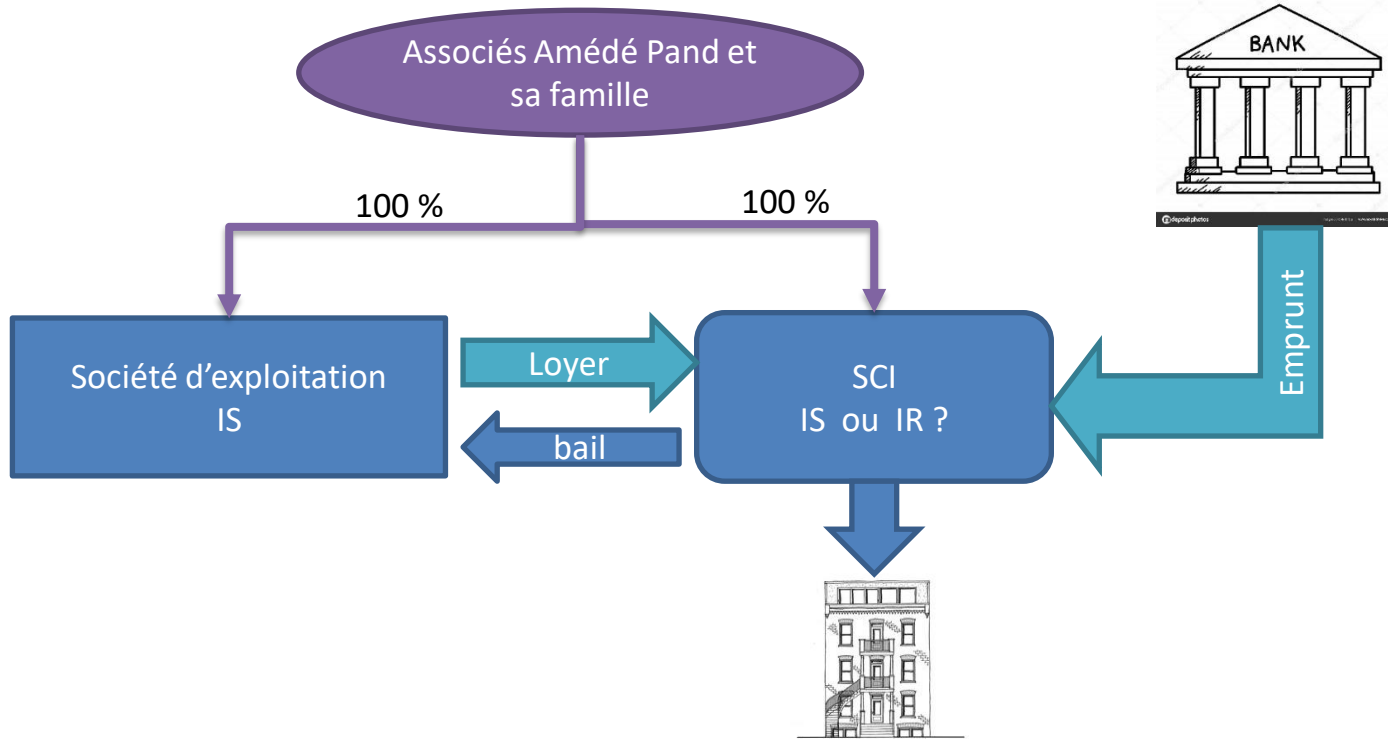 Associés Amédé Pand et
sa famille
BANK
depositphotos
100 %
100 %
Société d'exploitation
IS
Loyer
bail
SCI
IS ou IR ?
Emprunt